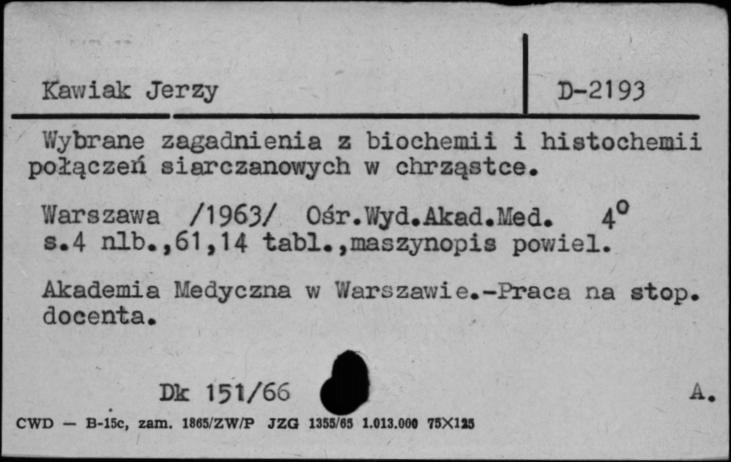 Kawiak Jerzy D-2193
Wybrane zagadnienia z biochemii i histochemii
połączeń siarczanowych w chrząstce.
Warszawa /1963/ Ośr.Wyd.Akad.Med. 4°
s.4 nlb.,61,14 tabl.,maszynopis powiel.
Akademia Medyczna w Warszawie.-Praca na stop.
docenta.
Dk 151/66 A.
CWD — B-15c, zam. 1865/ZW/P JZG 1355/65 1.013.000 75X125